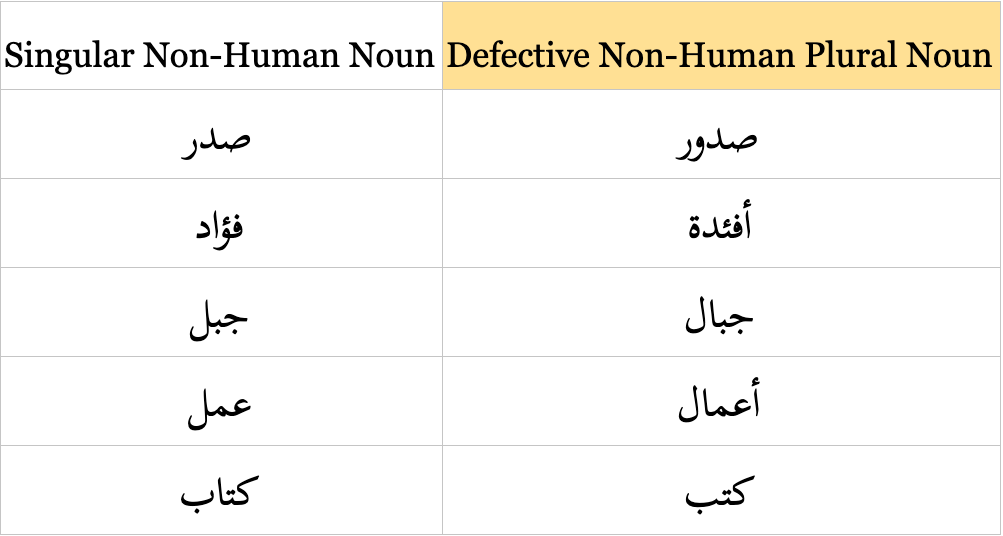 Singular Non-Human Noun Defective Non-Human Plural Noun
صدر صدور
فؤاد أفئدة
جبل جبال
عمل أعمال
كتاب كتب